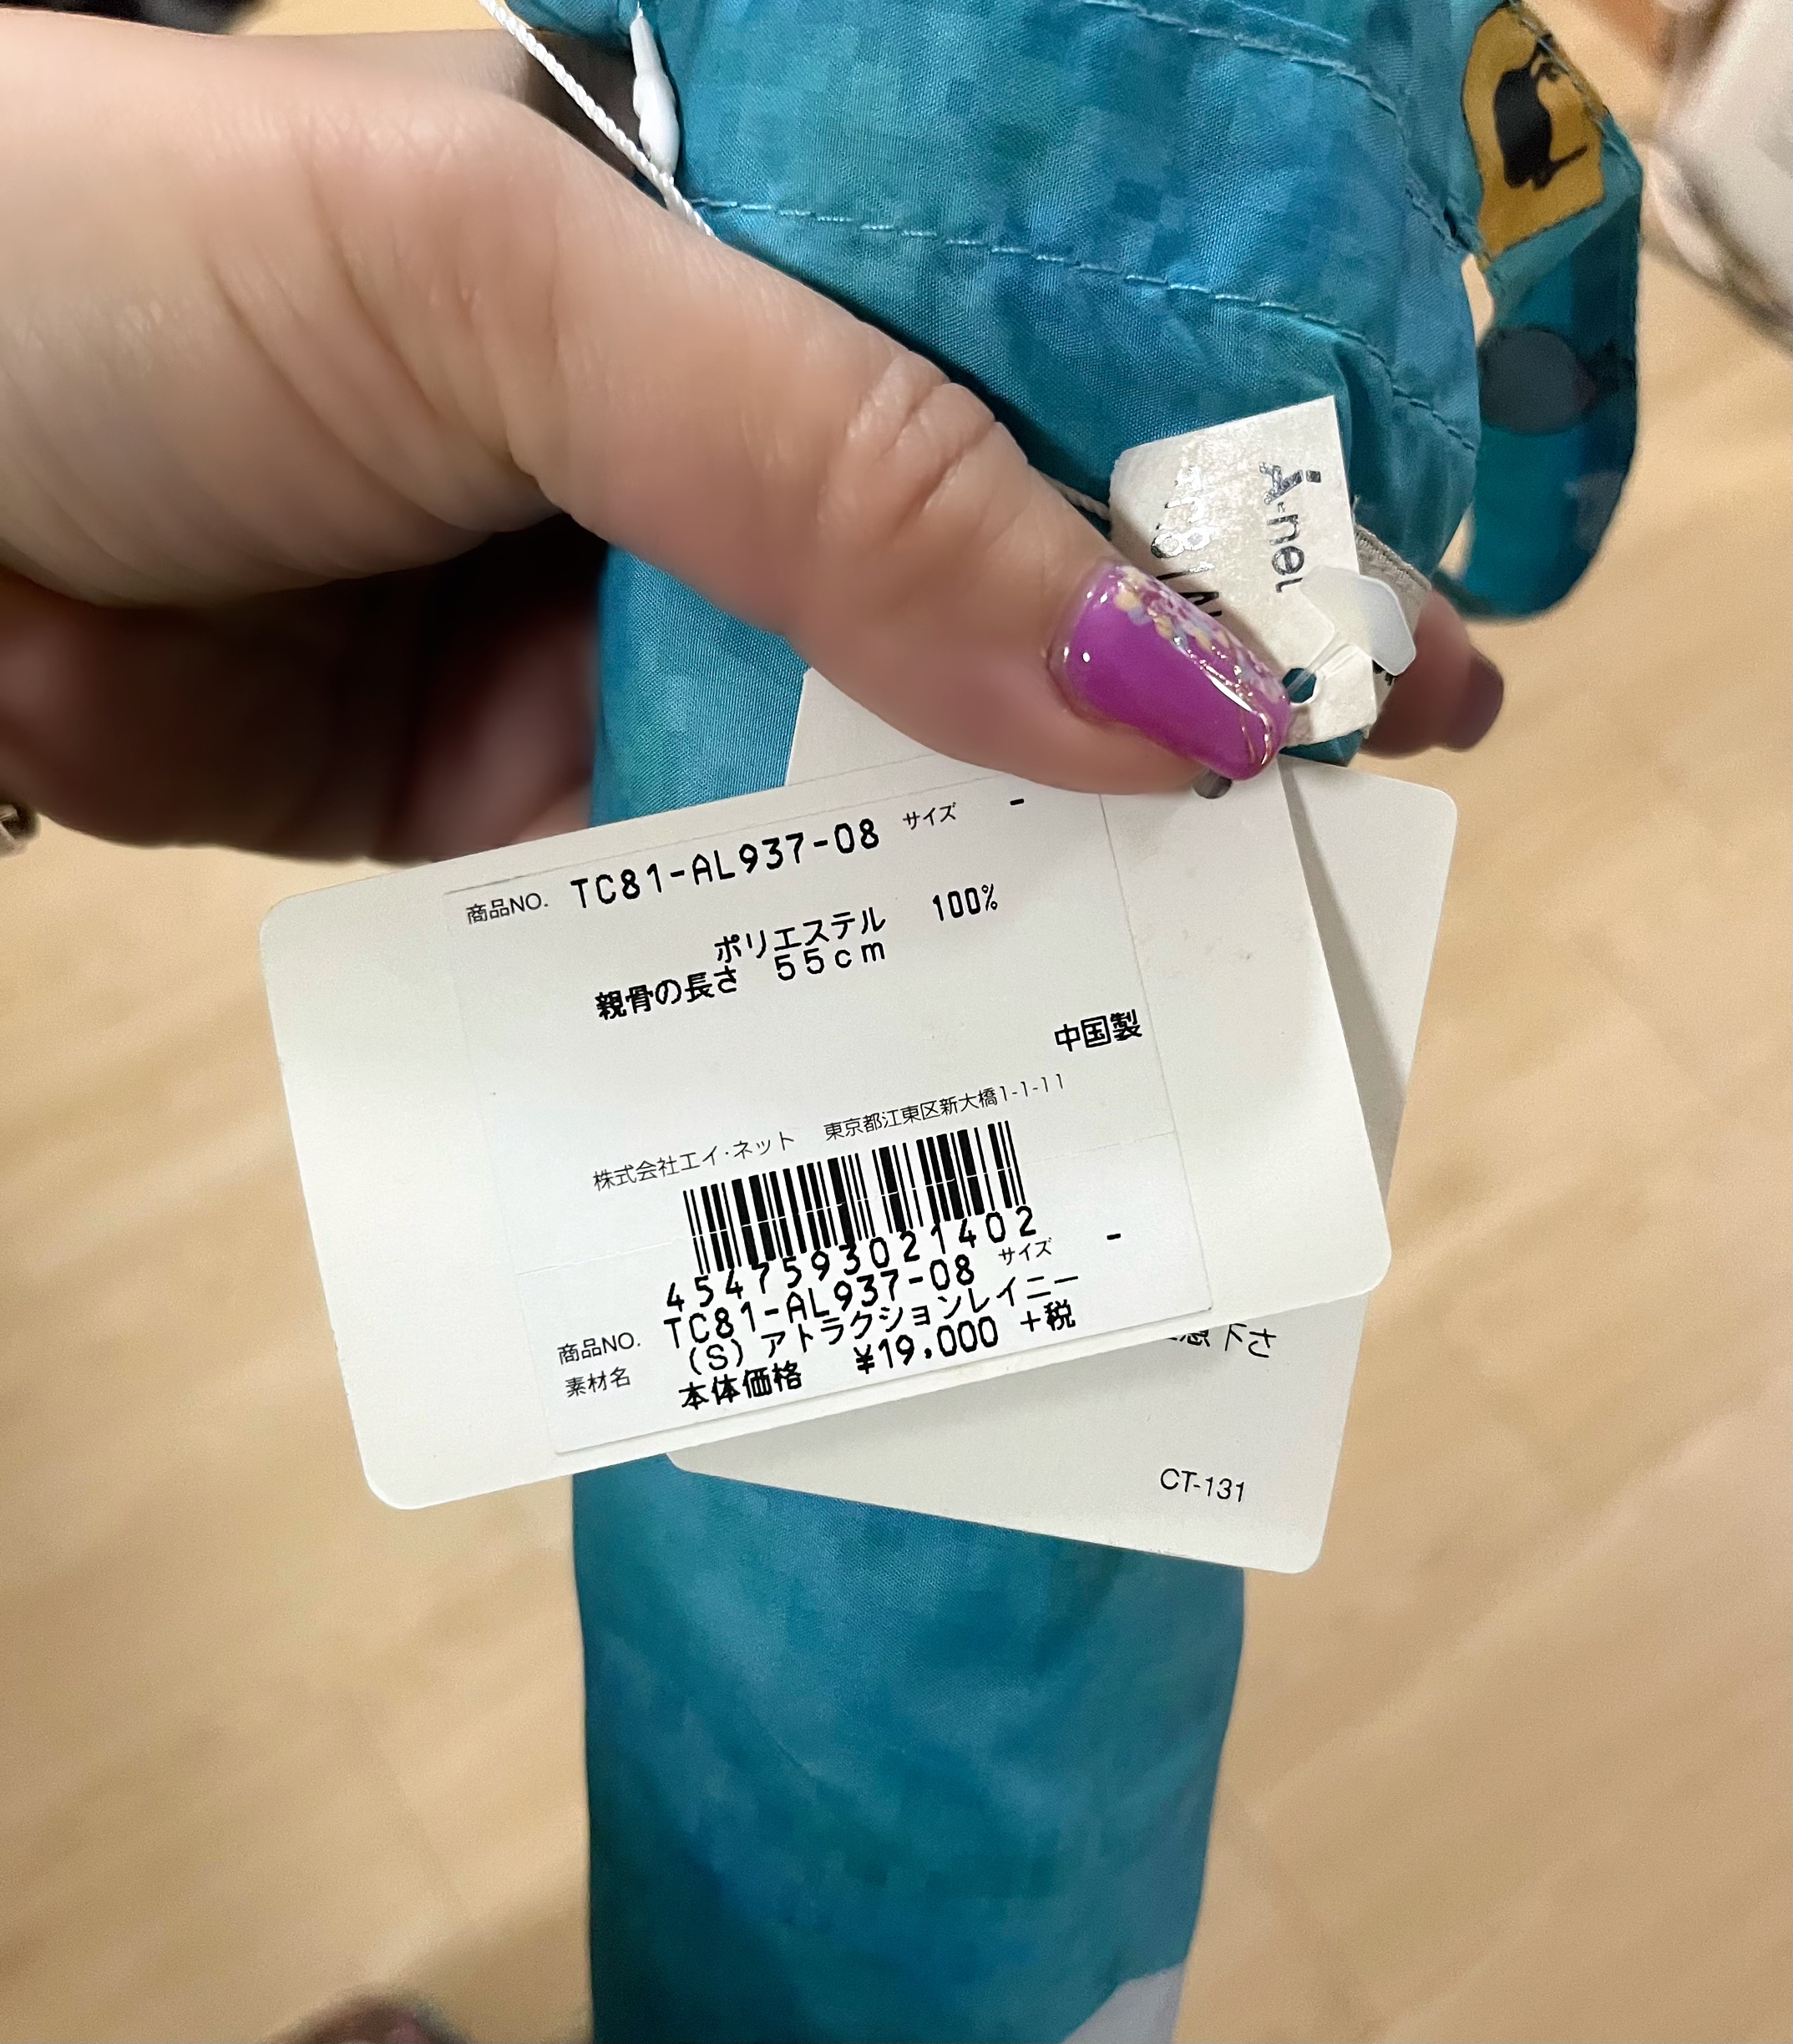 A-net
商品NO. TC81-AL937-08 サイズ -
ポリエステル 100%
親骨の長さ 55cm
中国製
株式会社エイ・ネット 東京都江東区新大橋1-1-11
4547593021402
商品NO. TC81-AL937-08 サイズ -
素材名 (S)アトラクションレイニー
本体価格 ¥19,000 +税
下さ
CT-131